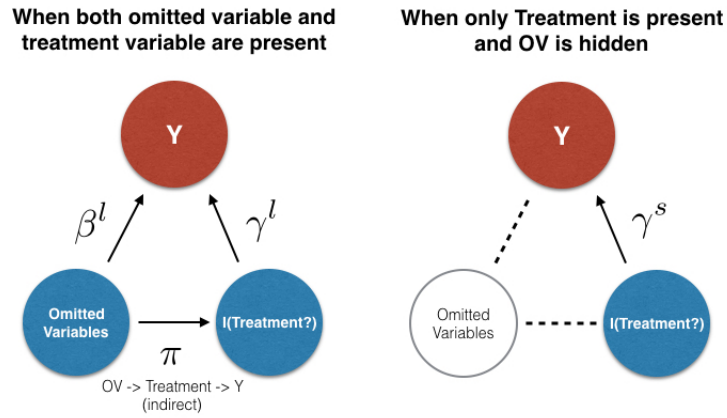 When both omitted variable and
treatment variable are present
Y
β^l
γ^l
Omitted
Variables
I(Treatment?)
π
OV -> Treatment -> Y
(indirect)
When only Treatment is present
and OV is hidden
Y
γ^s
Omitted
Variables
I(Treatment?)